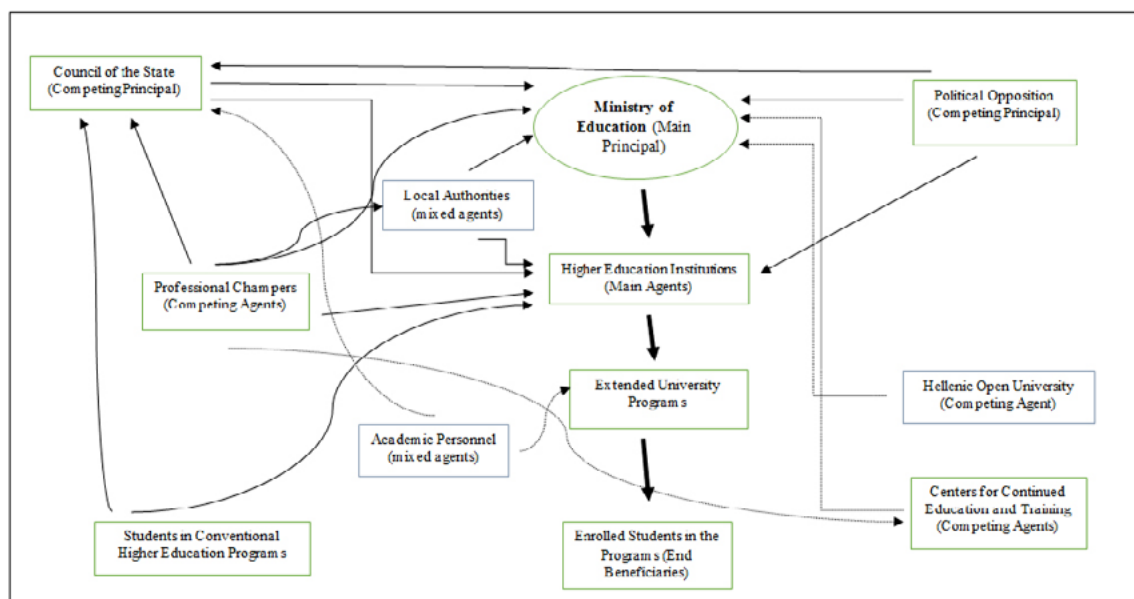 Council of the State
(Competing Principal)
Ministry of
Education (Main
Principal)
Political Opposition
(Competing Principal)
Local Authorities
(mixed agents)
Higher Education Institutions
(Main Agents)
Professional Champers
(Competing Agents)
Extended University
Programs
Hellenic Open University
(Competing Agent)
Academic Personnel
(mixed agents)
Centers for Continued
Education and Training
(Competing Agents)
Students in Conventional
Higher Education Programs
Enrolled Students in the
Programs (End
Beneficiaries)